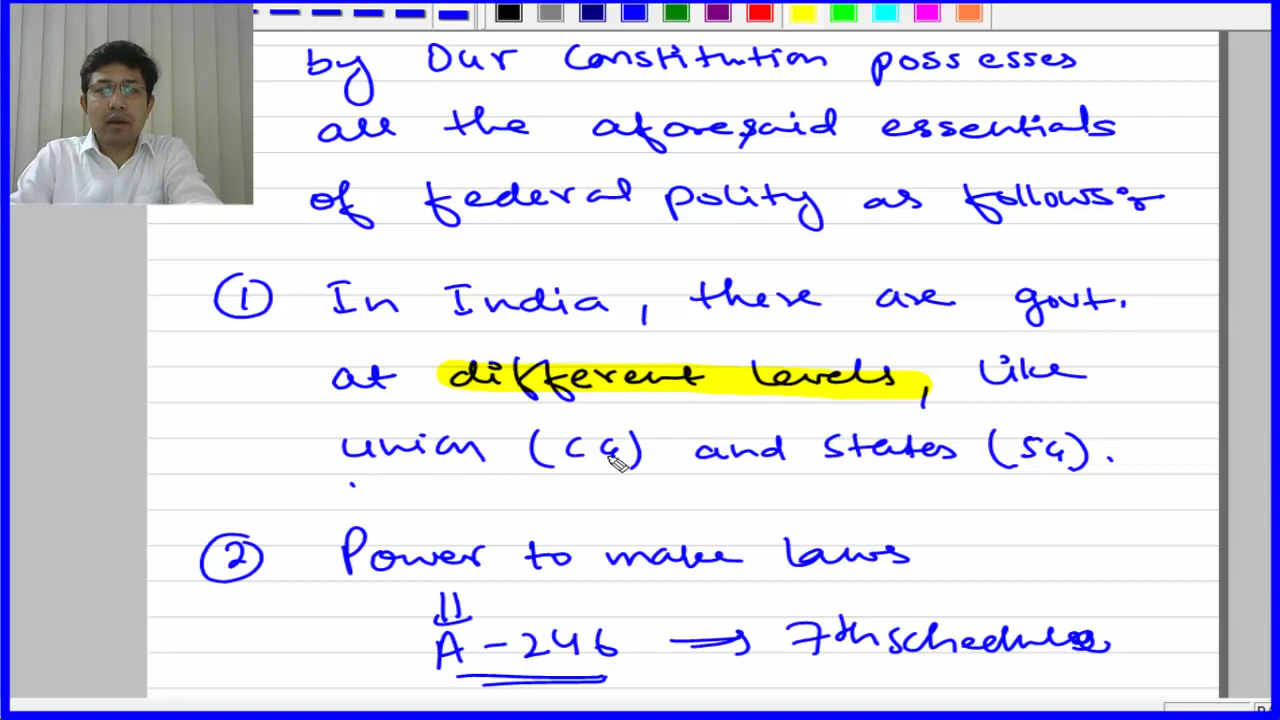 by Our Constitution possesses
all the aforesaid essentials
of federal polity as follows:-
① In India, there are govt.
at different levels, like
union (CG) and states (SG).
② Power to make laws
A - 246 → 7th schedule